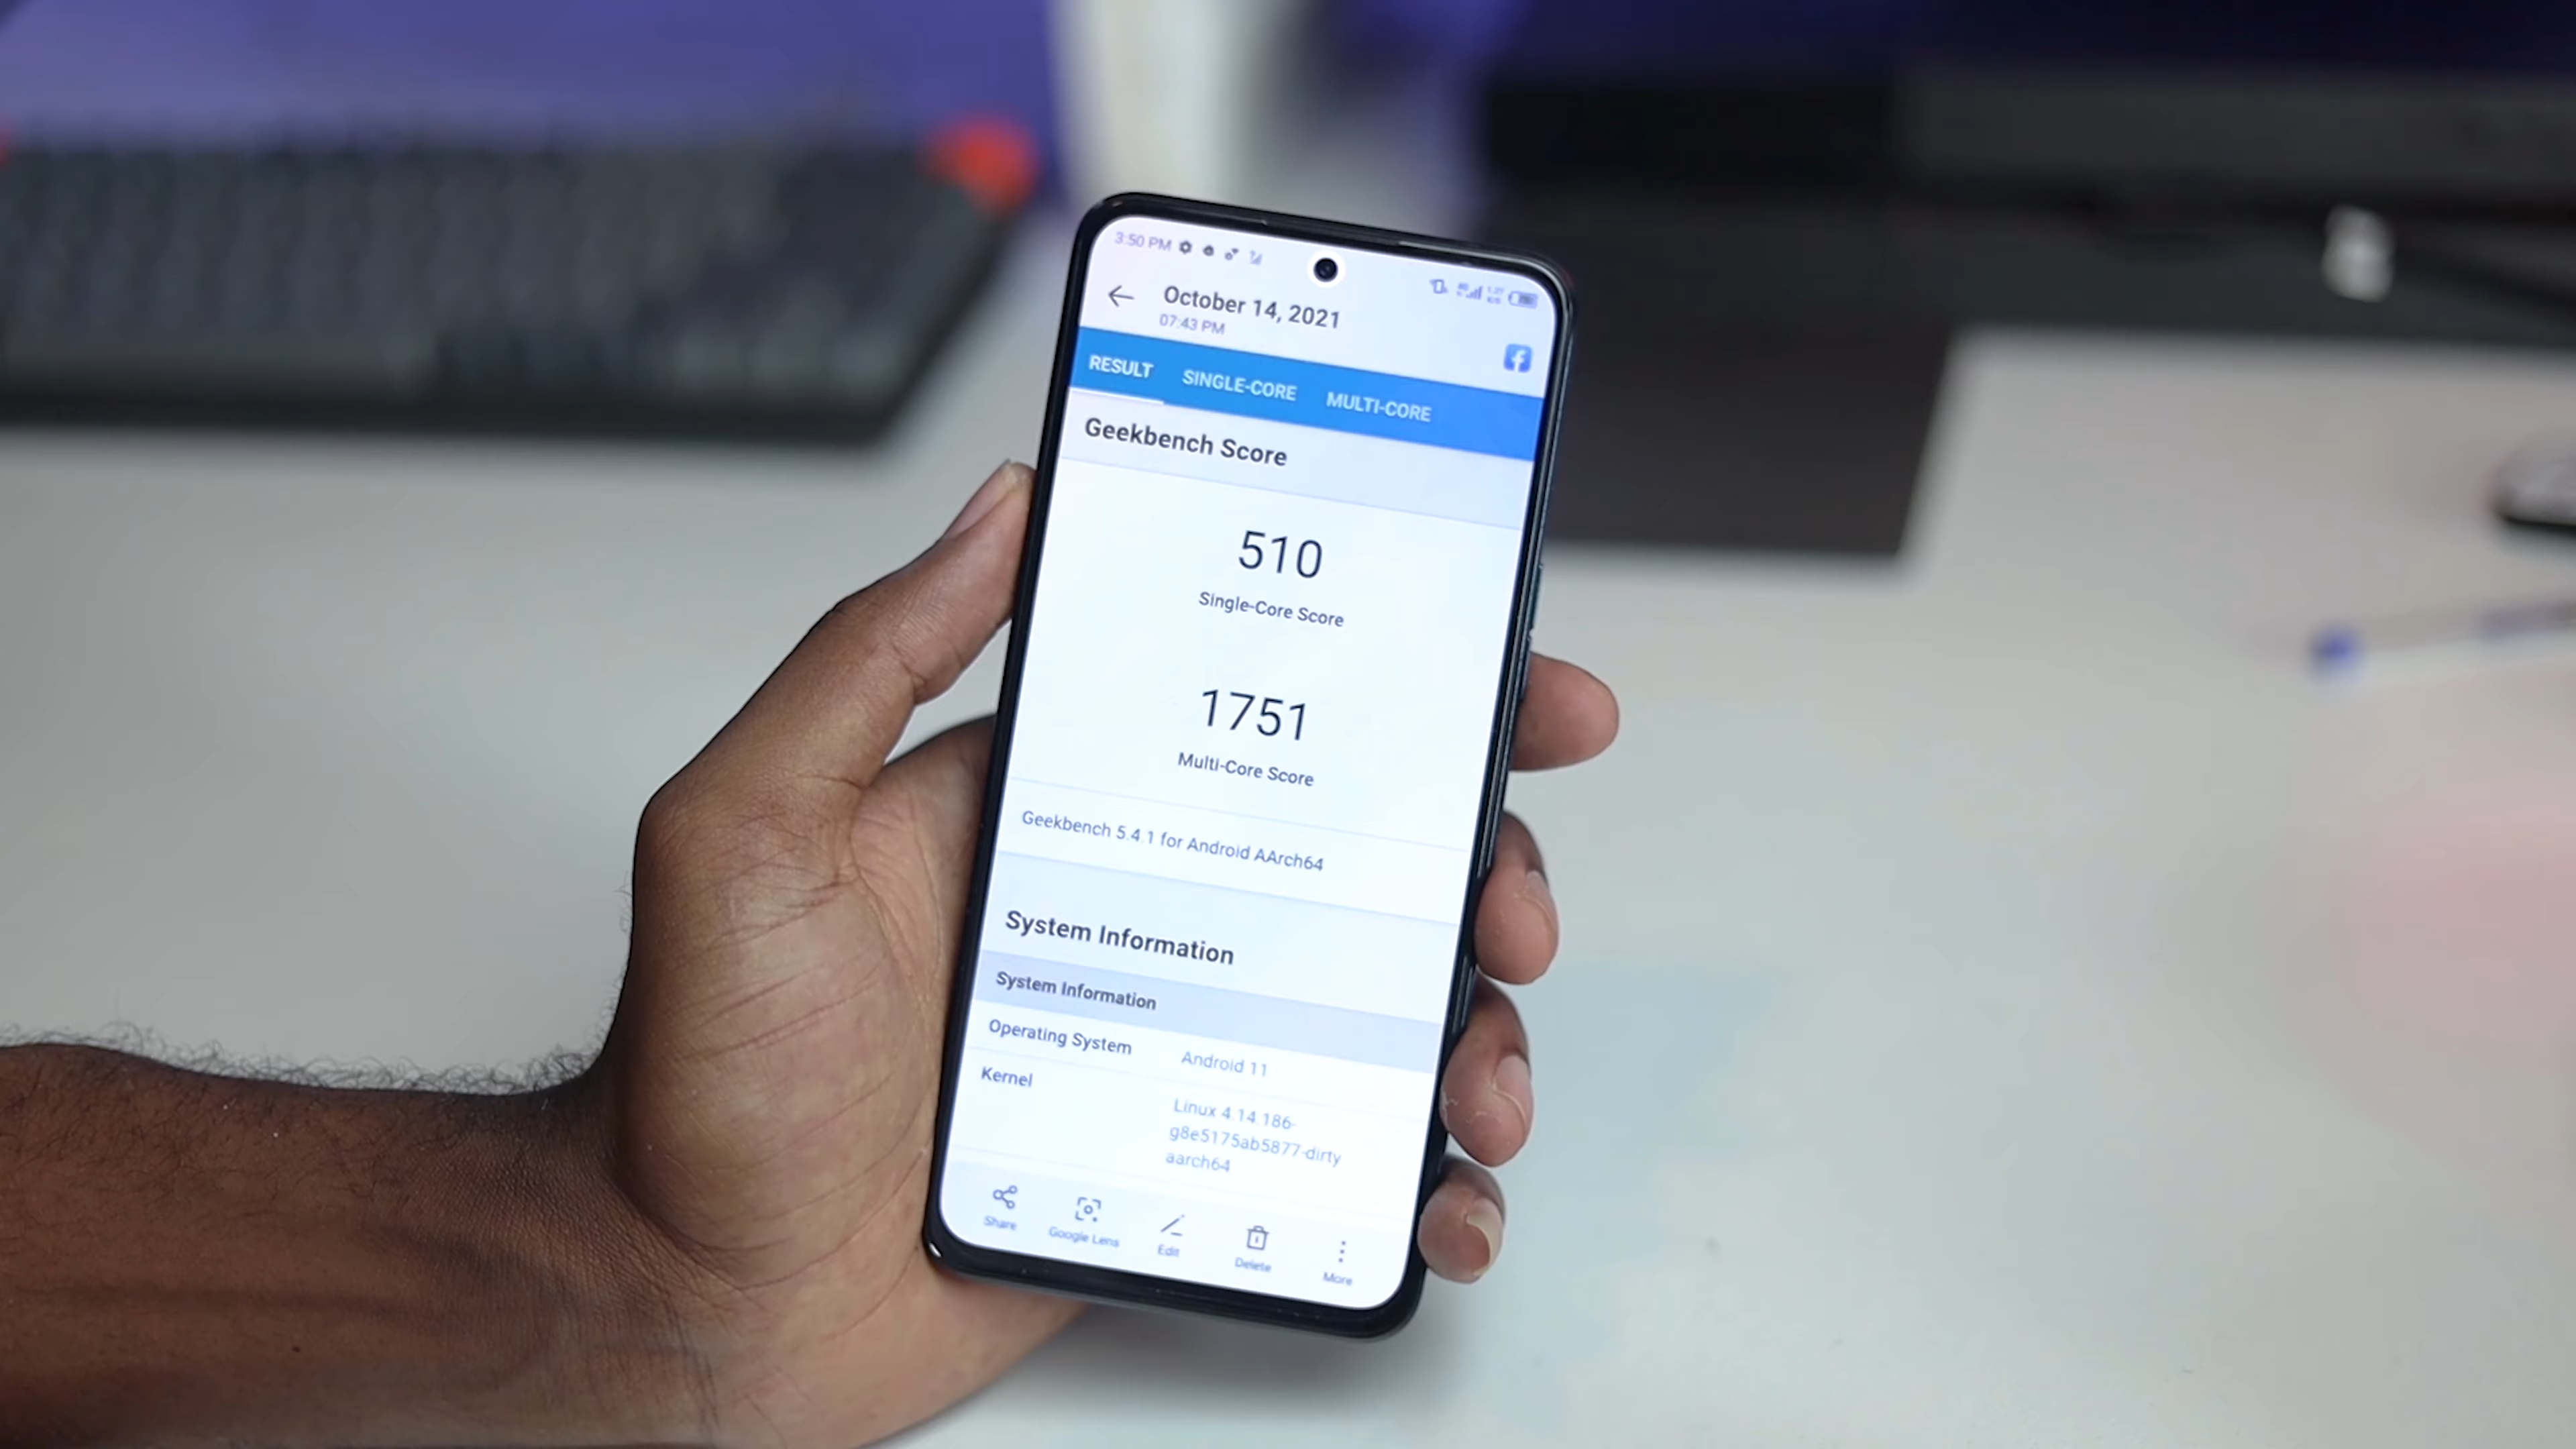 3:50 PM
October 14, 2021
07:43 PM
RESULT SINGLE-CORE MULTI-CORE
Geekbench Score
510
Single-Core Score
1751
Multi-Core Score
Geekbench 5.4.1 for Android AArch64
System Information
System Information
Operating System Android 11
Kernel Linux 4.14.186-
g8e5175ab5877-dirty
aarch64
Share Google Lens Edit Delete More